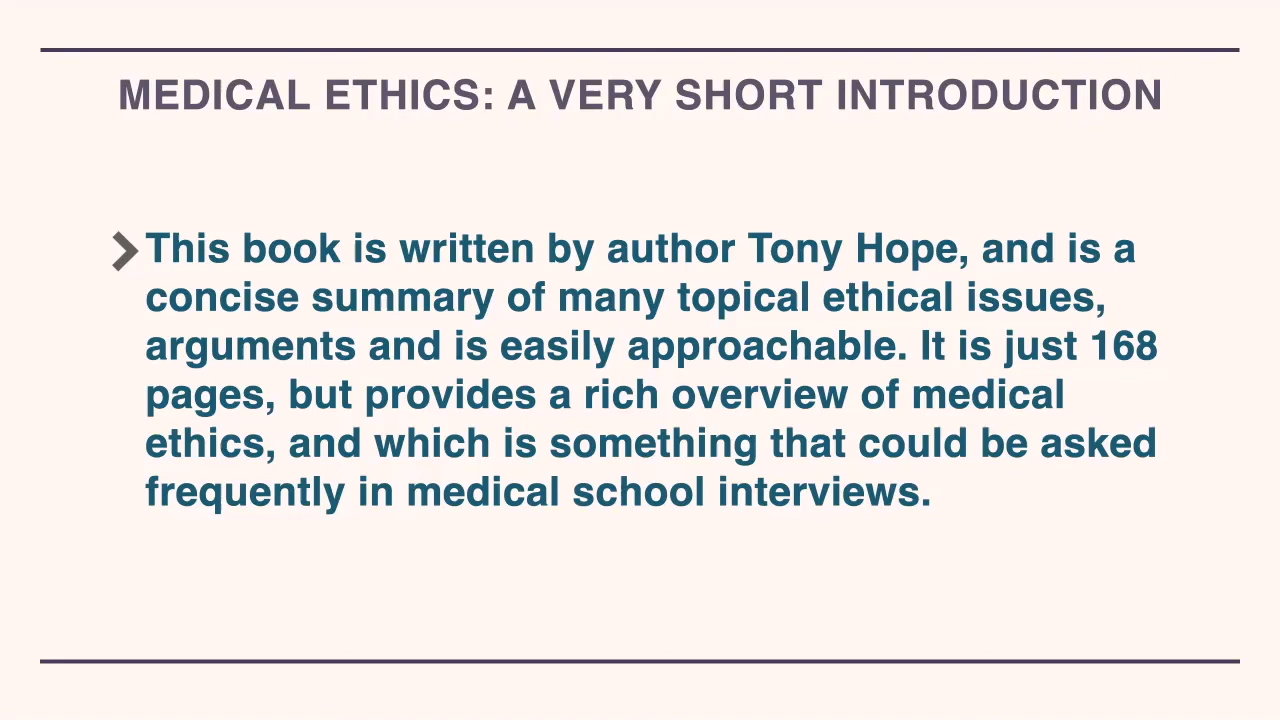 MEDICAL ETHICS: A VERY SHORT INTRODUCTION
This book is written by author Tony Hope, and is a
concise summary of many topical ethical issues,
arguments and is easily approachable. It is just 168
pages, but provides a rich overview of medical
ethics, and which is something that could be asked
frequently in medical school interviews.